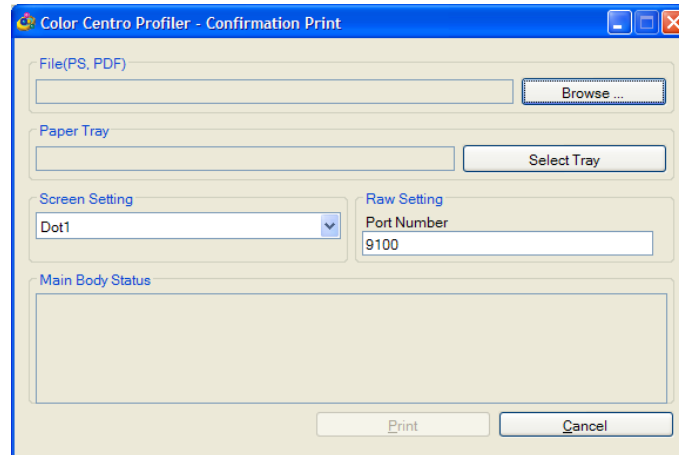 Color Centro Profiler - Confirmation Print
File(PS, PDF)
Browse ...
Paper Tray
Select Tray
Screen Setting
Dot1
Raw Setting
Port Number
9100
Main Body Status
Print
Cancel